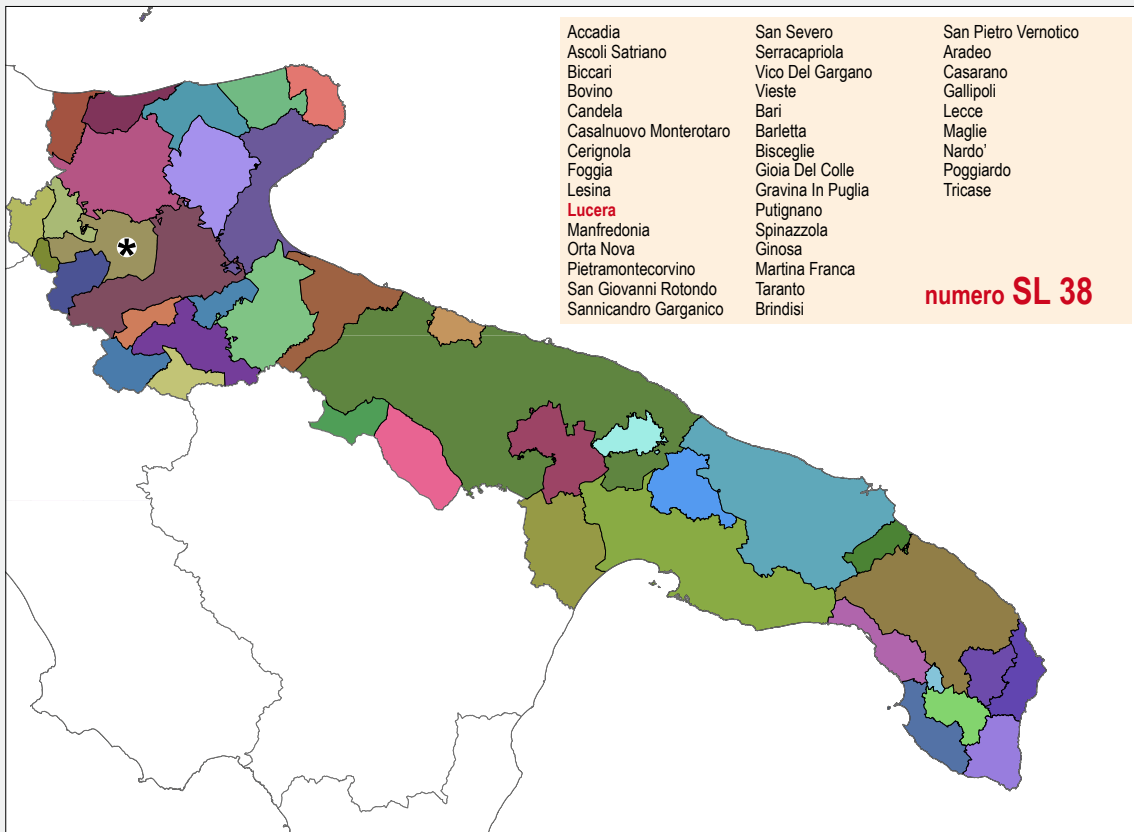 Accadia
Ascoli Satriano
Biccari
Bovino
Candela
Casalnuovo Monterotaro
Cerignola
Foggia
Lesina
Lucera
Manfredonia
Orta Nova
Pietramontecorvino
San Giovanni Rotondo
Sannicandro Garganico
San Severo
Serracapriola
Vico Del Gargano
Vieste
Bari
Barletta
Bisceglie
Gioia Del Colle
Gravina In Puglia
Putignano
Spinazzola
Ginosa
Martina Franca
Taranto
Brindisi
San Pietro Vernotico
Aradeo
Casarano
Gallipoli
Lecce
Maglie
Nardo'
Poggiardo
Tricase
numero SL 38
*